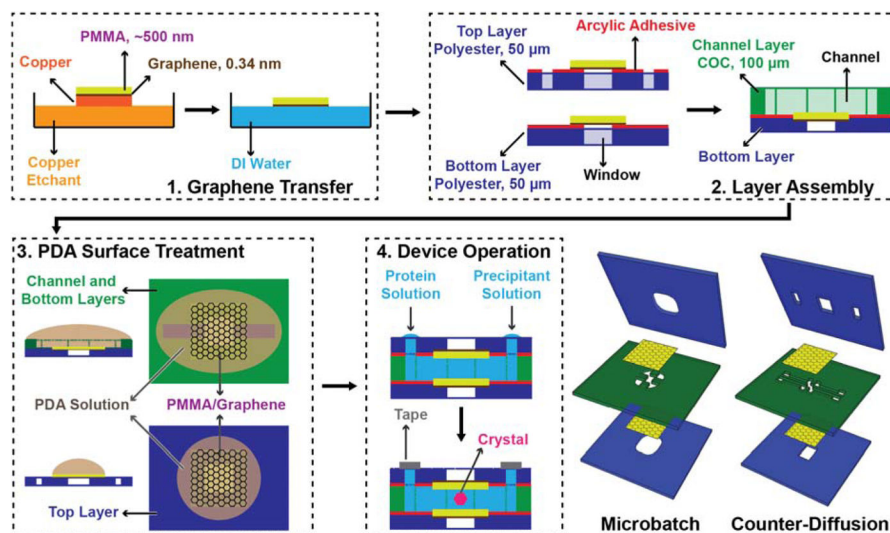 PMMA, ~500 nm
Copper
Graphene, 0.34 nm
Copper
Etchant
DI Water
1. Graphene Transfer
Top Layer
Polyester, 50 µm
Arcylic Adhesive
Channel Layer
COC, 100 µm
Channel
Bottom Layer
Polyester, 50 µm
Window
Bottom Layer
2. Layer Assembly
3. PDA Surface Treatment
Channel and
Bottom Layers
PDA Solution
PMMA/Graphene
Top Layer
4. Device Operation
Protein
Solution
Precipitant
Solution
Tape
Crystal
Microbatch
Counter-Diffusion